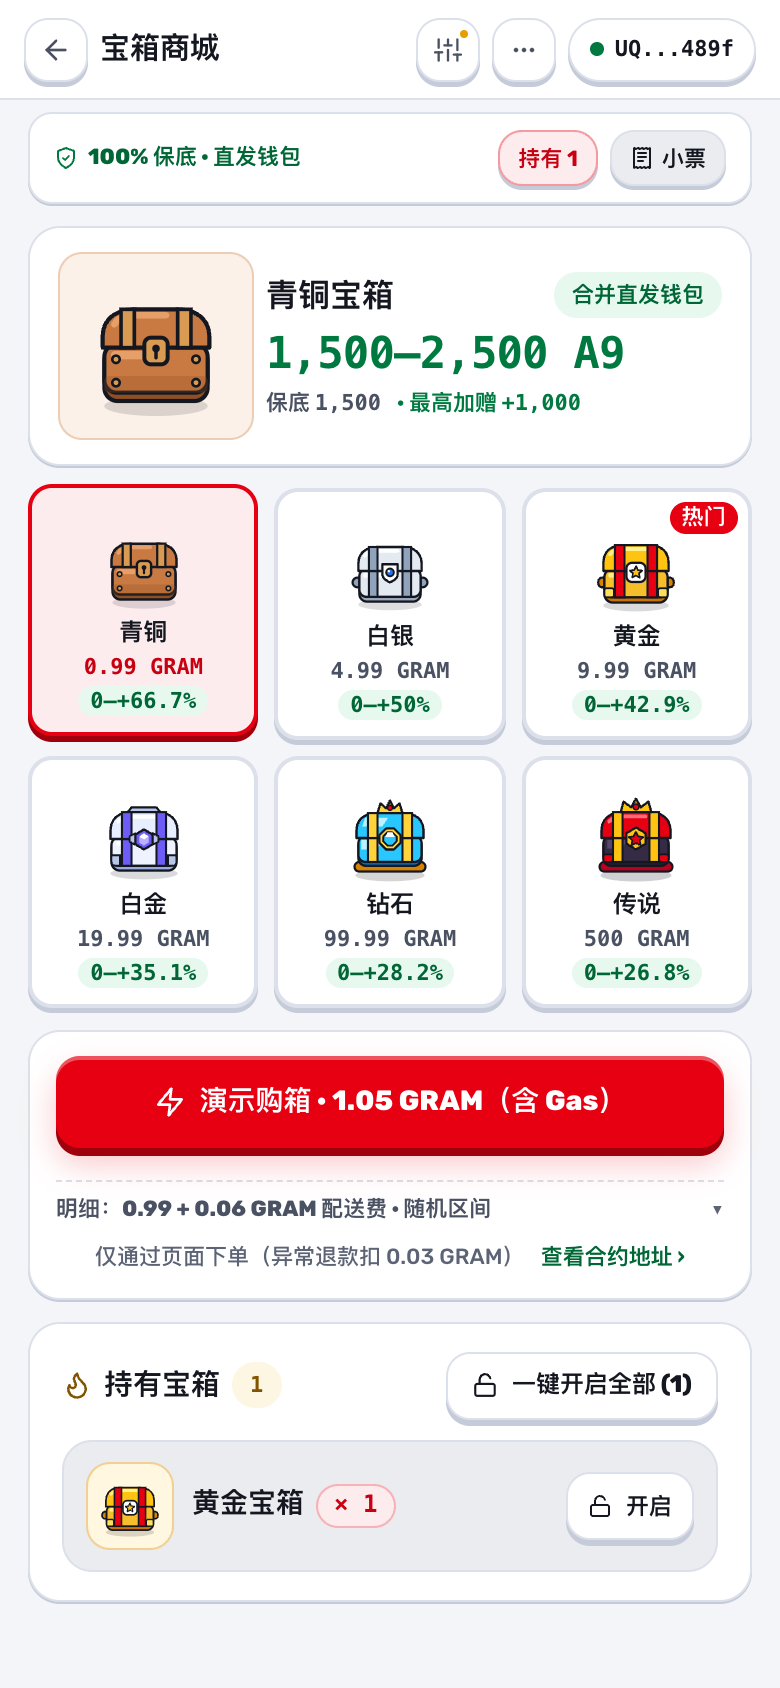 宝箱商城
UQ...489f
100% 保底 • 直发钱包
持有 1
小票
青铜宝箱
合并直发钱包
1,500–2,500 A9
保底 1,500 • 最高加赠 +1,000
热门
青铜
0.99 GRAM
0–+66.7%
白银
4.99 GRAM
0–+50%
黄金
9.99 GRAM
0–+42.9%
白金
19.99 GRAM
0–+35.1%
钻石
99.99 GRAM
0–+28.2%
传说
500 GRAM
0–+26.8%
演示购箱 • 1.05 GRAM（含 Gas）
明细：0.99 + 0.06 GRAM 配送费 • 随机区间
仅通过页面下单（异常退款扣 0.03 GRAM） 查看合约地址 ›
持有宝箱 1
一键开启全部 (1)
黄金宝箱 × 1
开启